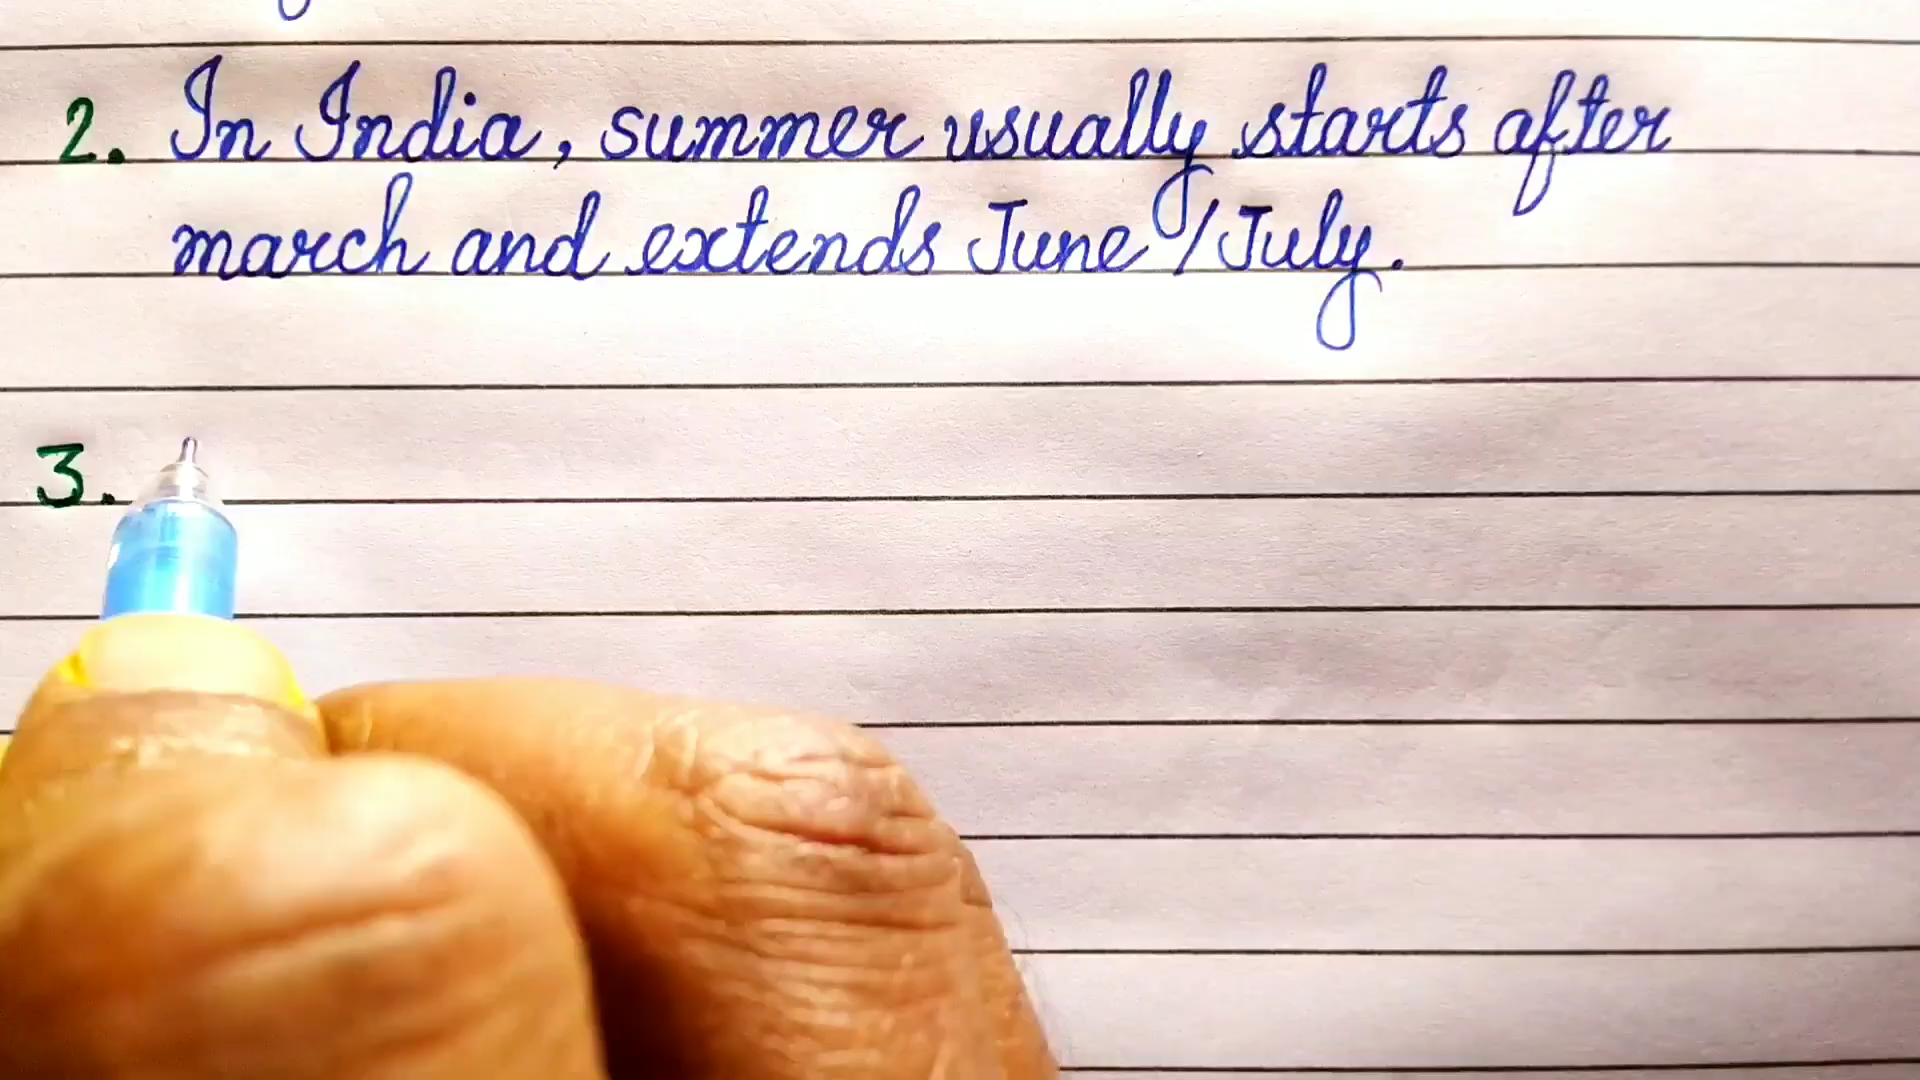 2. In India, summer usually starts after
march and extends June/July.
3.